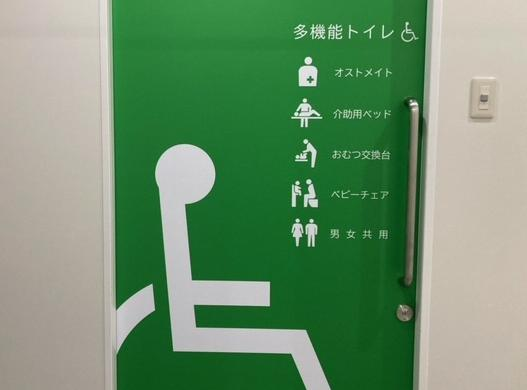 多機能トイレ
オストメイト
介助用ベッド
おむつ交換台
ベビーチェア
男女共用